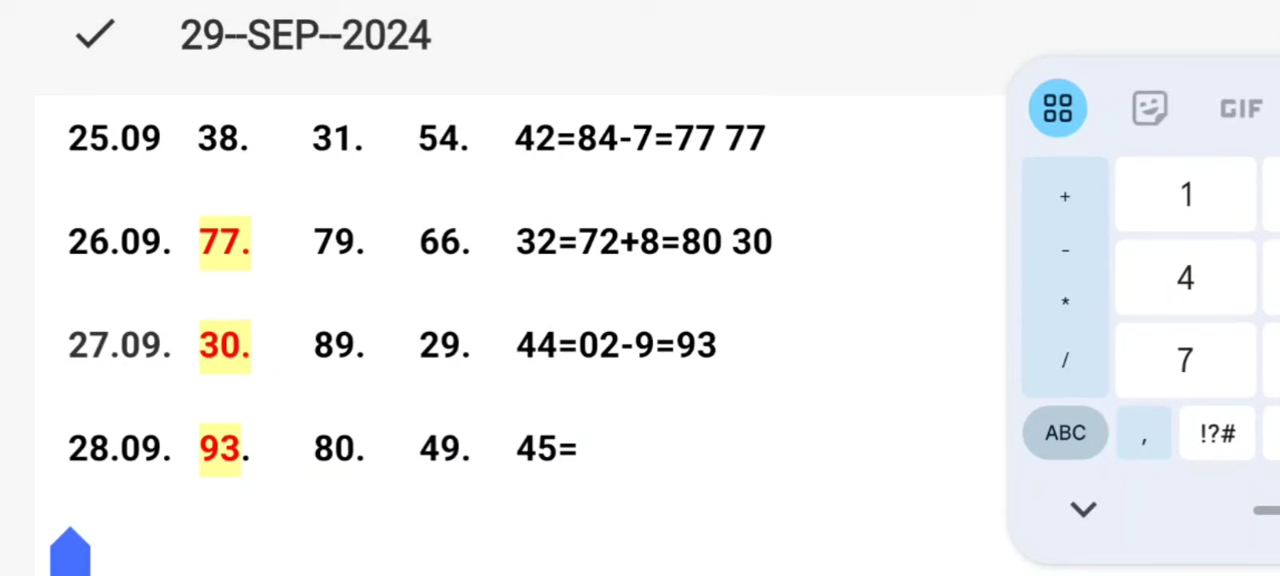 29--SEP--2024
25.09 38. 31. 54. 42=84-7=77 77
26.09. 77. 79. 66. 32=72+8=80 30
27.09. 30. 89. 29. 44=02-9=93
28.09. 93. 80. 49. 45=
GIF
+ 1
- 4
*
/ 7
ABC , !?#